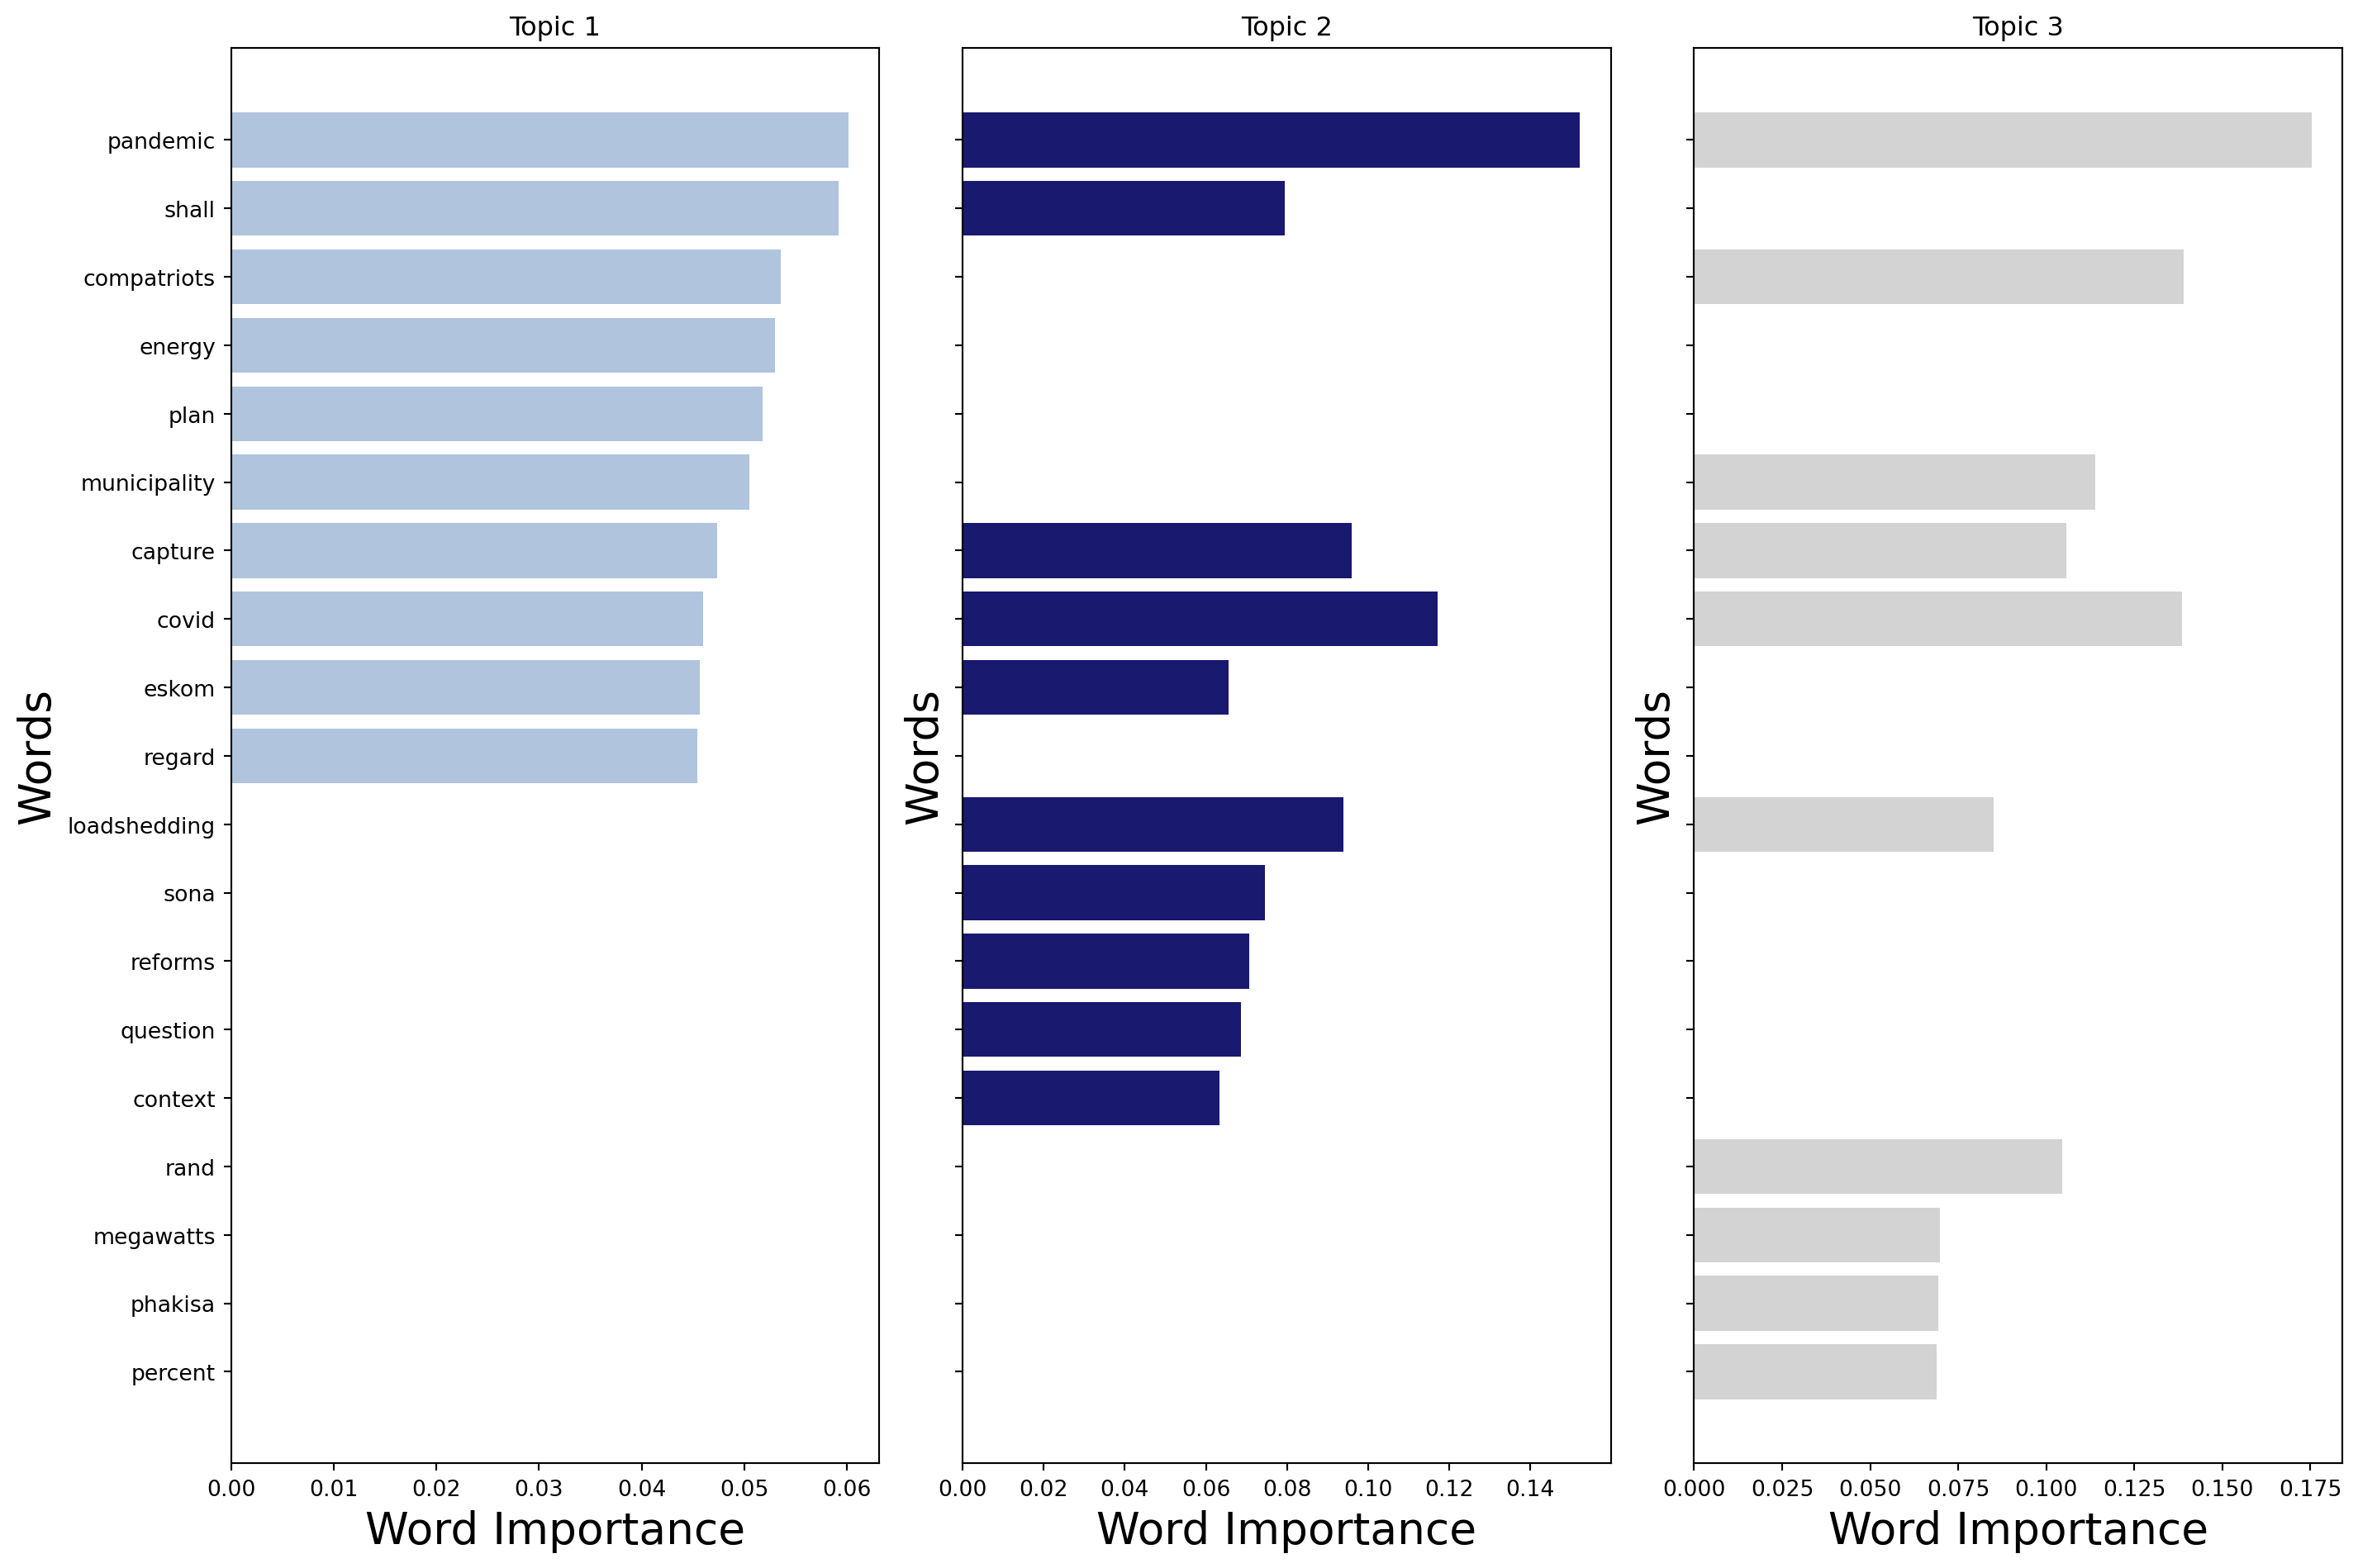 Topic 1
Topic 2
Topic 3
pandemic
shall
compatriots
energy
plan
municipality
capture
covid
eskom
regard
loadshedding
sona
reforms
question
context
rand
megawatts
phakisa
percent
Words
Words
Words
0.00 0.01 0.02 0.03 0.04 0.05 0.06
0.00 0.02 0.04 0.06 0.08 0.10 0.12 0.14
0.000 0.025 0.050 0.075 0.100 0.125 0.150 0.175
Word Importance
Word Importance
Word Importance